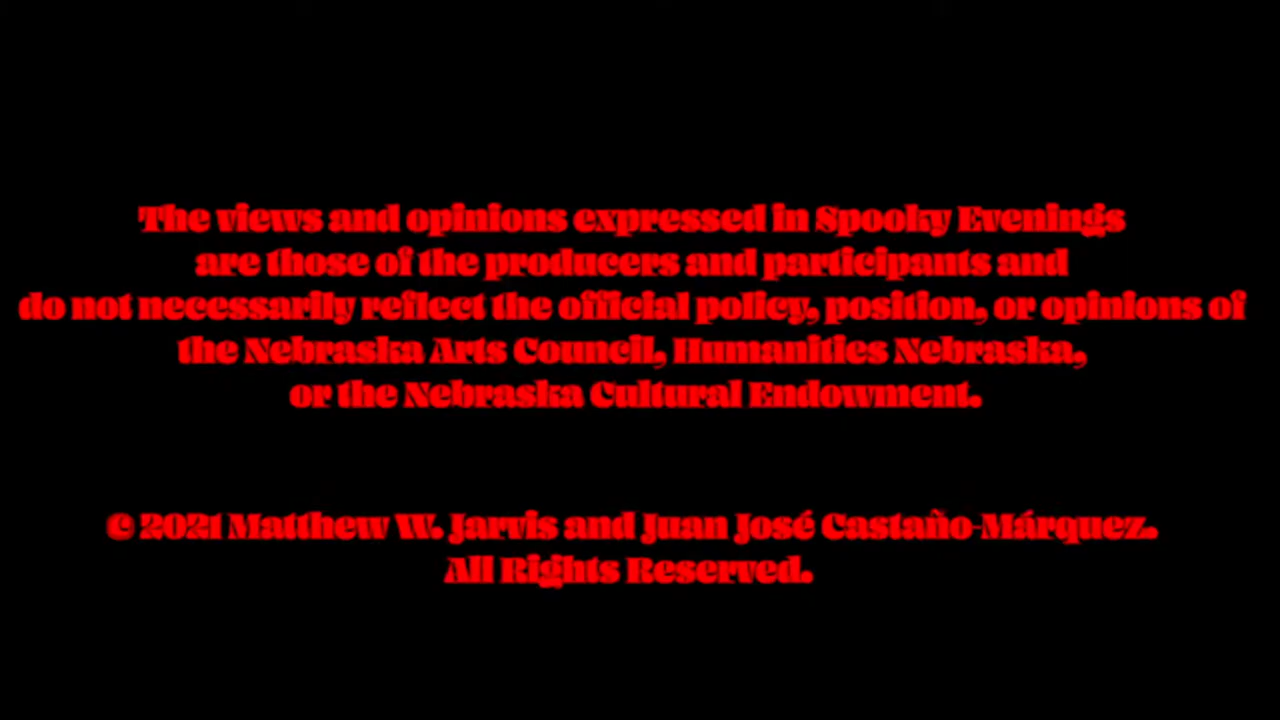 The views and opinions expressed in Spooky Evenings
are those of the producers and participants and
do not necessarily reflect the official policy, position, or opinions of
the Nebraska Arts Council, Humanities Nebraska,
or the Nebraska Cultural Endowment.
© 2021 Matthew W. Jarvis and Juan José Castaño-Márquez.
All Rights Reserved.